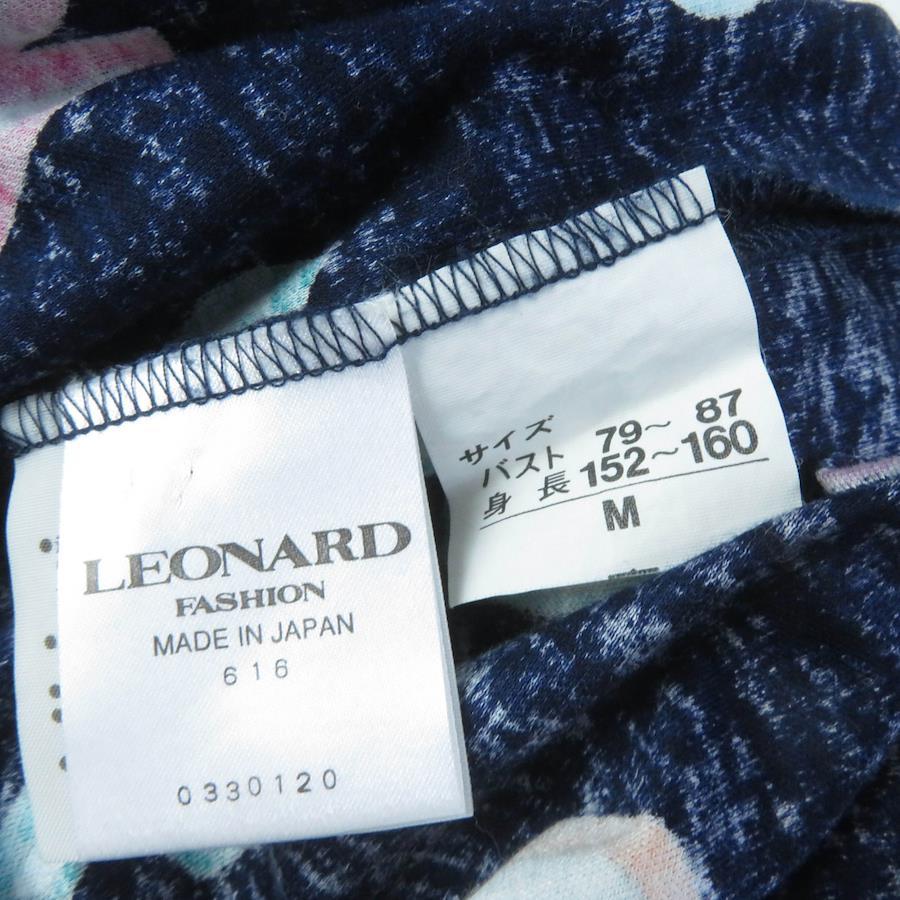 LEONARD
FASHION
MADE IN JAPAN
616
0330120
サイズ
バスト 79~ 87
身 長 152~160
M